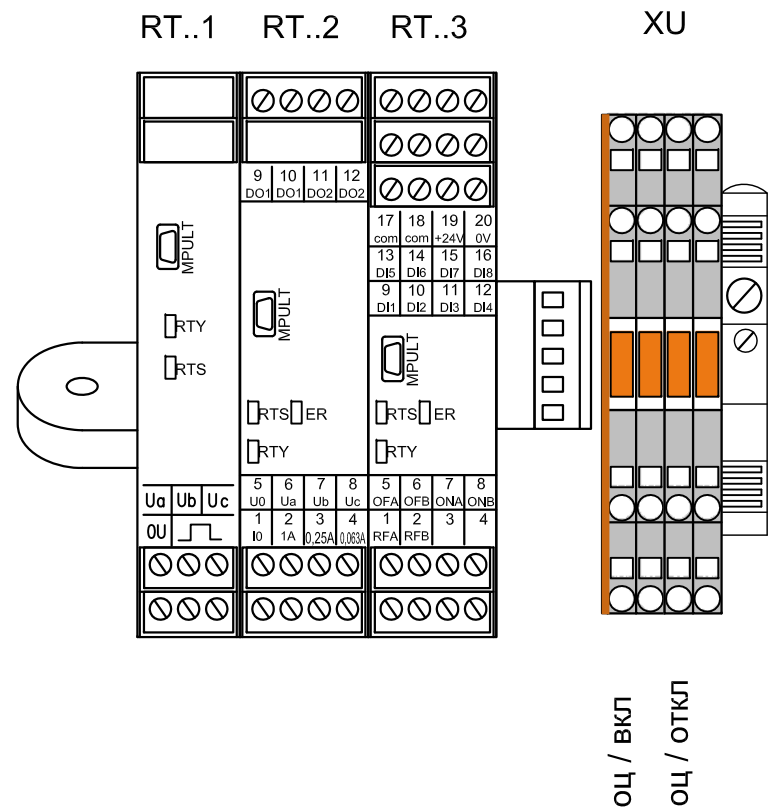 RT..1 RT..2 RT..3 XU
9 10 11 12
DO1 DO1 DO2 DO2
17 18 19 20
com com +24V 0V
13 14 15 16
DI5 DI6 DI7 DI8
9 10 11 12
DI1 DI2 DI3 DI4
MPULT
MPULT
MPULT
RTY
RTS
RTS ER
RTY
RTS ER
RTY
Ua Ub Uc
0U
5 6 7 8
U0 Ua Ub Uc
1 2 3 4
I0 1A 0,25A 0,063A
5 6 7 8
OFA OFB ONA ONB
1 2 3 4
RFA RFB
ОЦ / ВКЛ
ОЦ / ОТКЛ